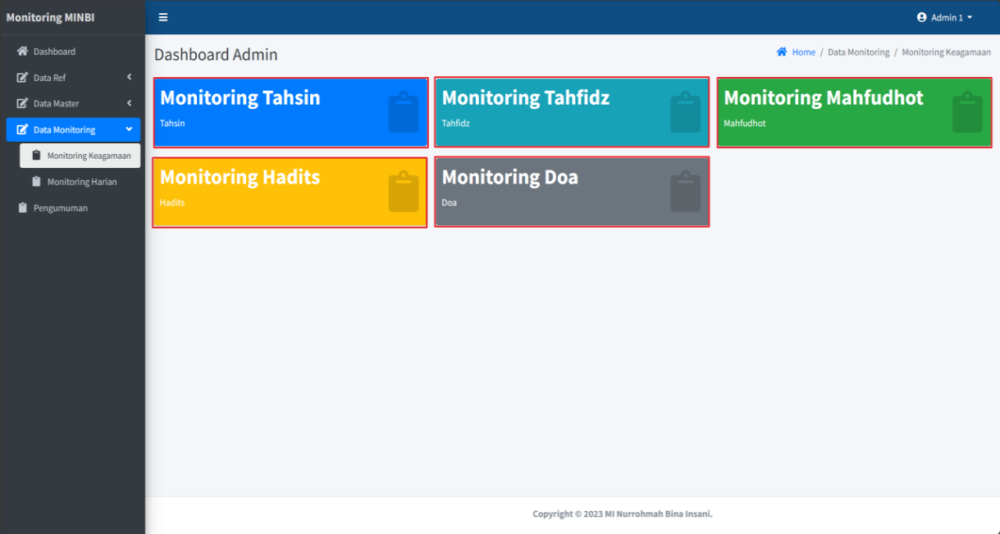 Monitoring MINBI
Admin 1
Dashboard
Data Ref
Data Master
Data Monitoring
Monitoring Keagamaan
Monitoring Harian
Pengumuman
Dashboard Admin
Home / Data Monitoring / Monitoring Keagamaan
Monitoring Tahsin
Tahsin
Monitoring Tahfidz
Tahfidz
Monitoring Mahfudhot
Mahfudhot
Monitoring Hadits
Hadits
Monitoring Doa
Doa
Copyright © 2023 MI Nurrohmah Bina Insani.